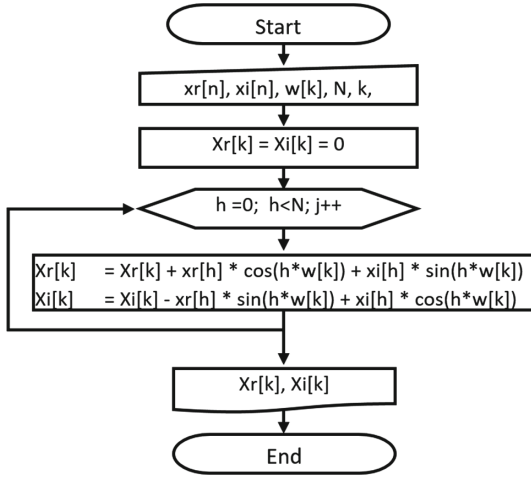 Start
xr[n], xi[n], w[k], N, k,
Xr[k] = Xi[k] = 0
h =0; h<N; j++
Xr[k] = Xr[k] + xr[h] * cos(h*w[k]) + xi[h] * sin(h*w[k])
Xi[k] = Xi[k] - xr[h] * sin(h*w[k]) + xi[h] * cos(h*w[k])
Xr[k], Xi[k]
End